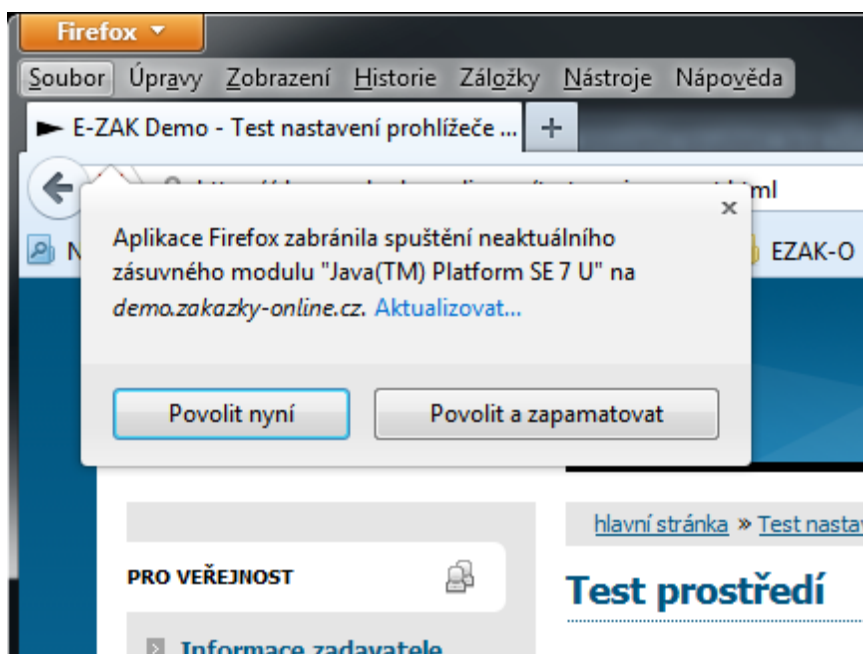 Firefox
Soubor Úpravy Zobrazení Historie Záložky Nástroje Nápověda
E-ZAK Demo - Test nastavení prohlížeče ...
Aplikace Firefox zabránila spuštění neaktuálního
zásuvného modulu "Java(TM) Platform SE 7 U" na
demo.zakazky-online.cz. Aktualizovat...
EZAK-O
Povolit nyní Povolit a zapamatovat
hlavní stránka » Test nasta
PRO VEŘEJNOST
Test prostředí
Informace zadavatele